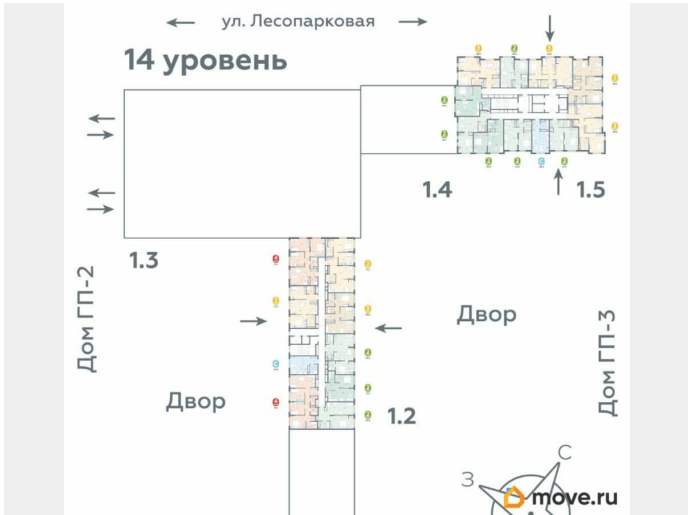 ул. Лесопарковая
14 уровень
1.4
1.5
1.3
Дом ГП-2
Двор
Дом ГП-3
Двор
1.2
С
З
move.ru